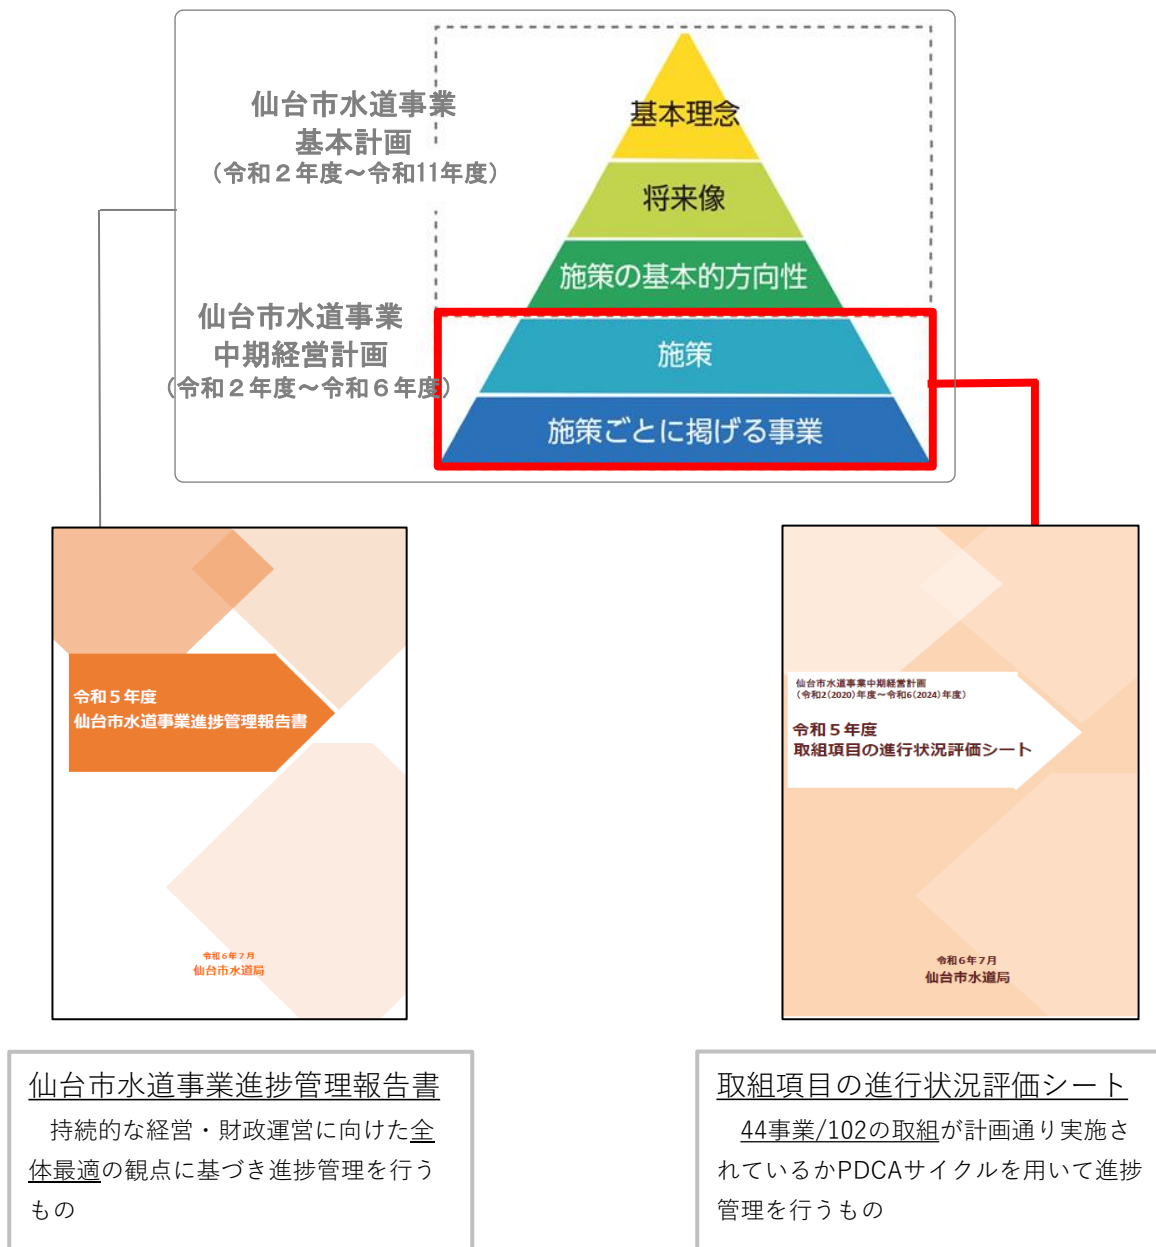 仙台市水道事業
基本計画
（令和２年度～令和11年度）
仙台市水道事業
中期経営計画
（令和２年度～令和６年度）
基本理念
将来像
施策の基本的方向性
施策
施策ごとに掲げる事業
令和５年度
仙台市水道事業進捗管理報告書
令和６年７月
仙台市水道局
仙台市水道事業中期経営計画
（令和2（2020）年度～令和6（2024）年度）
令和５年度
取組項目の進行状況評価シート
令和６年７月
仙台市水道局
仙台市水道事業進捗管理報告書
持続的な経営・財政運営に向けた全
体最適の観点に基づき進捗管理を行う
もの
取組項目の進行状況評価シート
44事業/102の取組が計画通り実施さ
れているかPDCAサイクルを用いて進捗
管理を行うもの